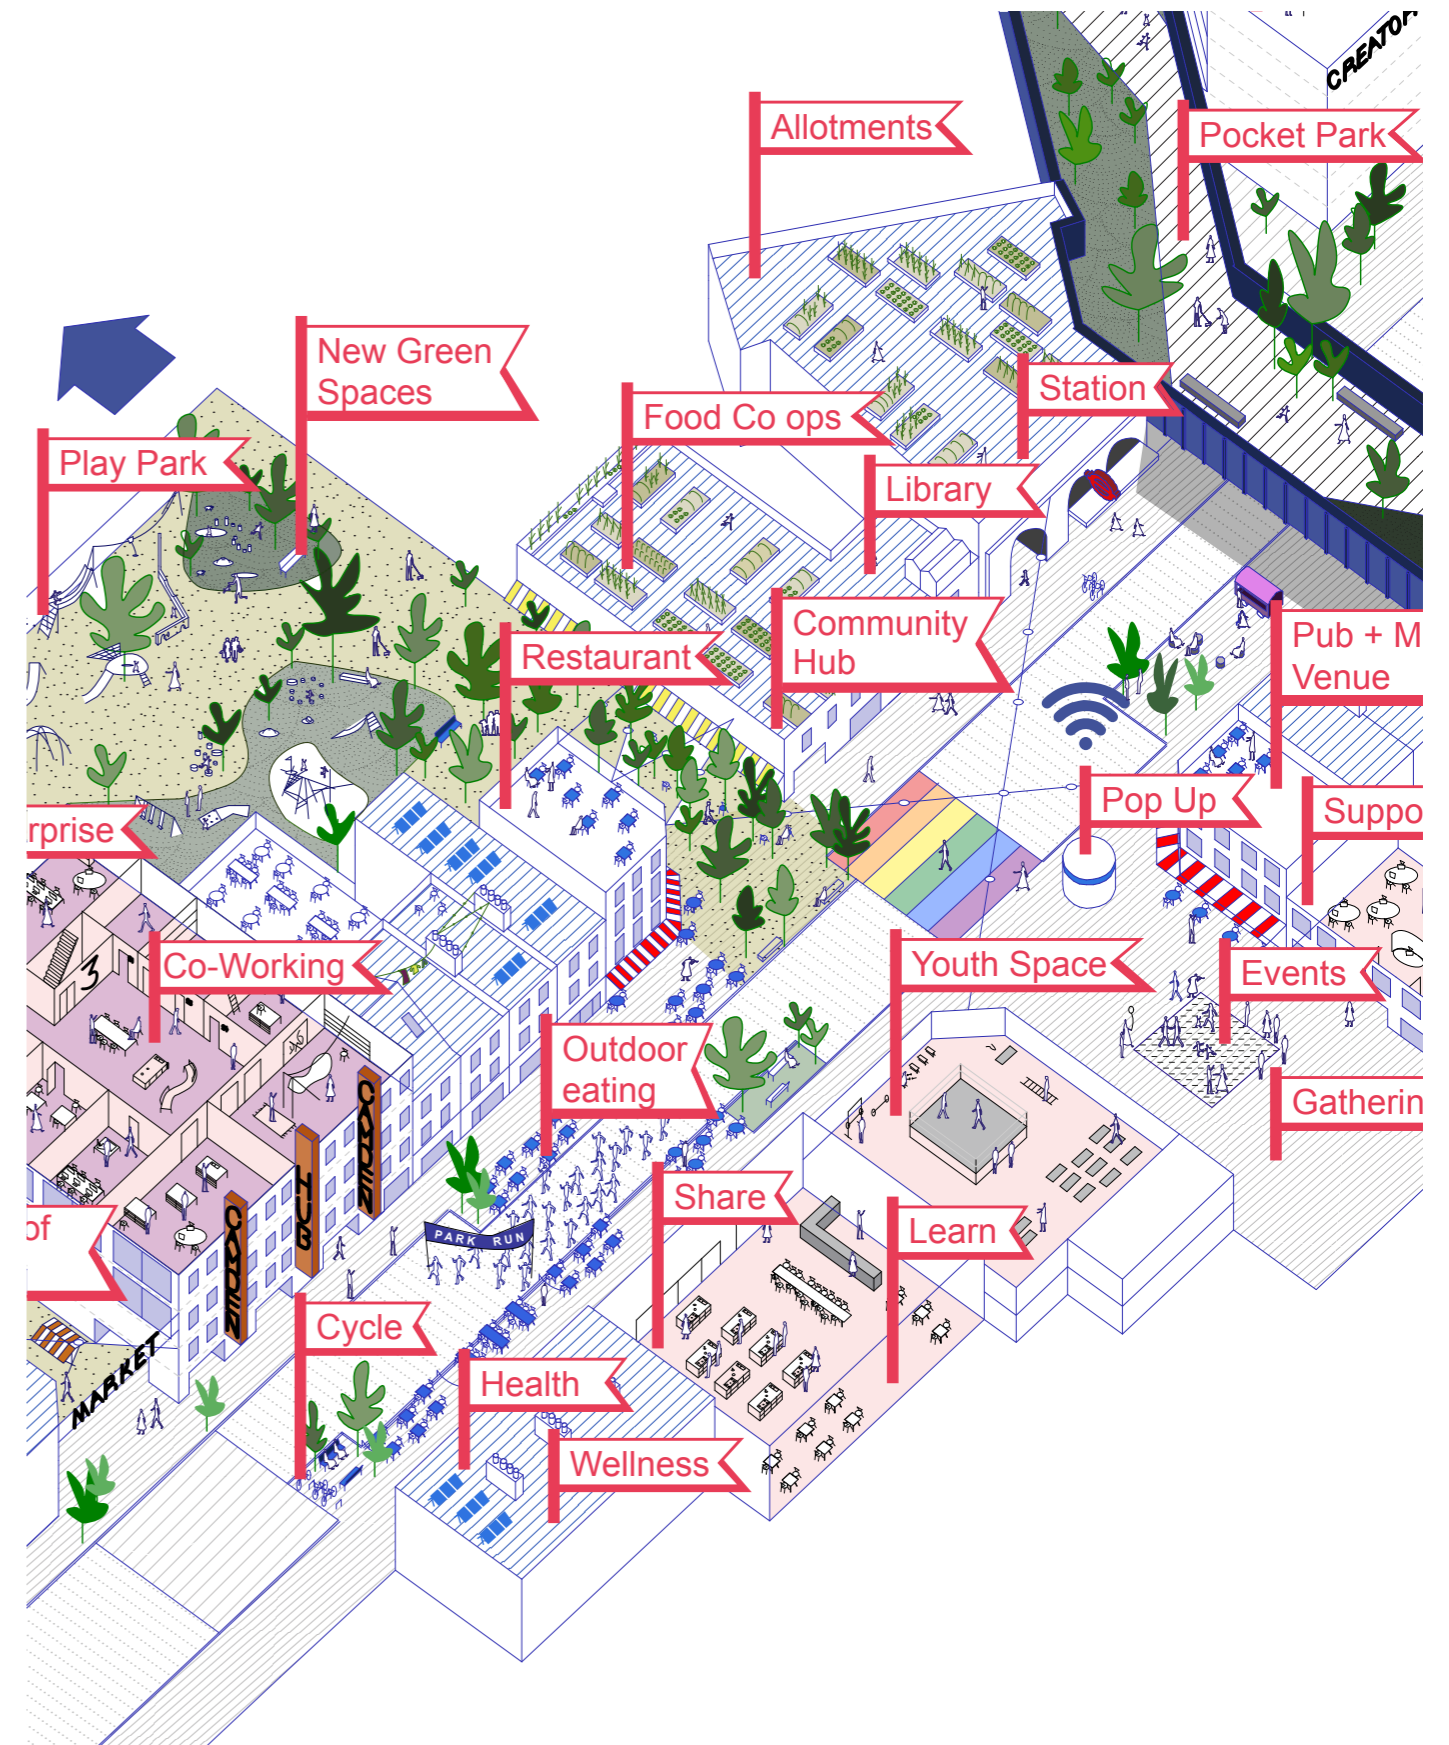 CREATOR
Allotments
Pocket Park
New Green
Spaces
Station
Food Co ops
Play Park
Library
Community
Hub
Pub + M
Venue
Restaurant
Pop Up
Suppo
rprise
3
Co-Working
Youth Space
Events
Outdoor
eating
Gatherin
CAMDEN
HUB
CAMDEN
Share
Learn
of
PARK RUN
Cycle
MARKET
Health
Wellness